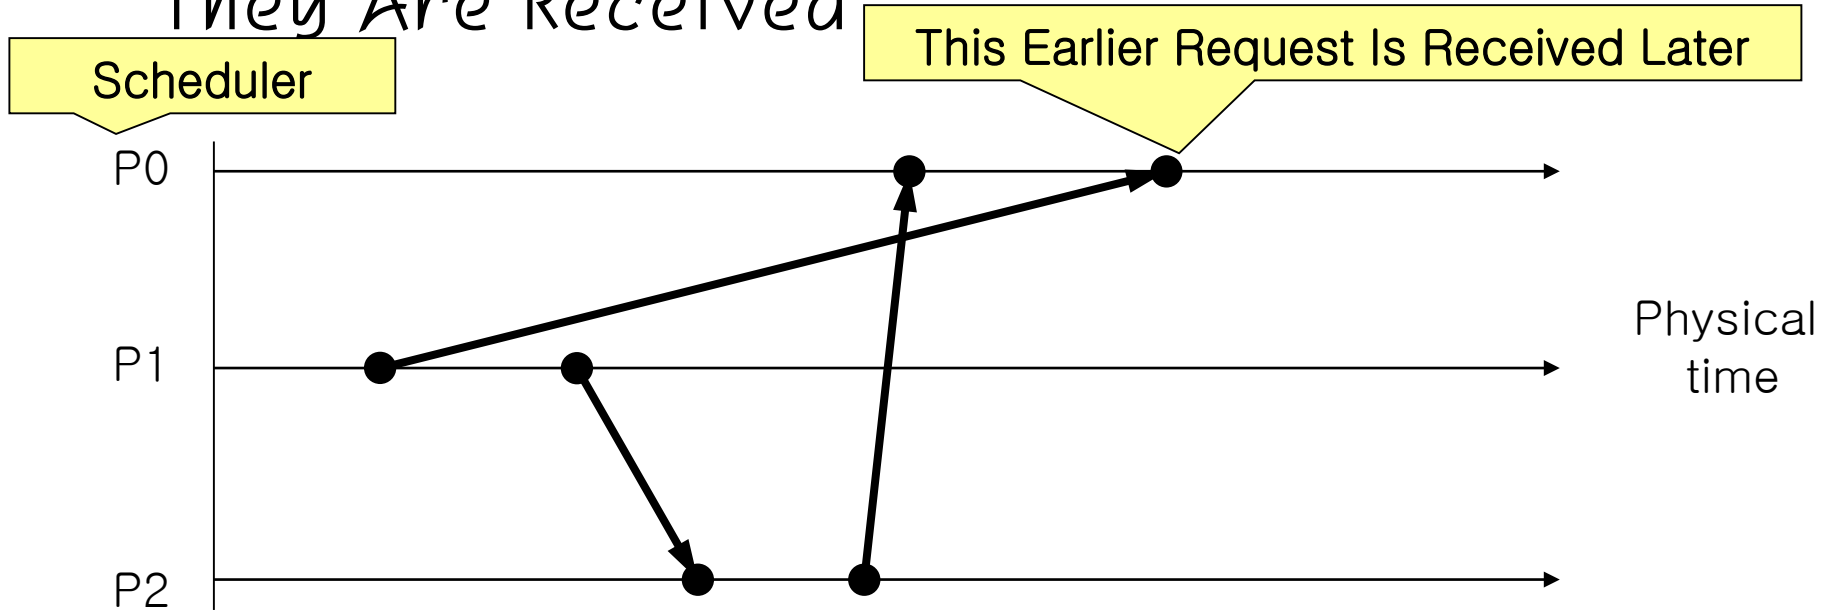 They Are Received
This Earlier Request Is Received Later
Scheduler
P0
P1
Physical
time
P2